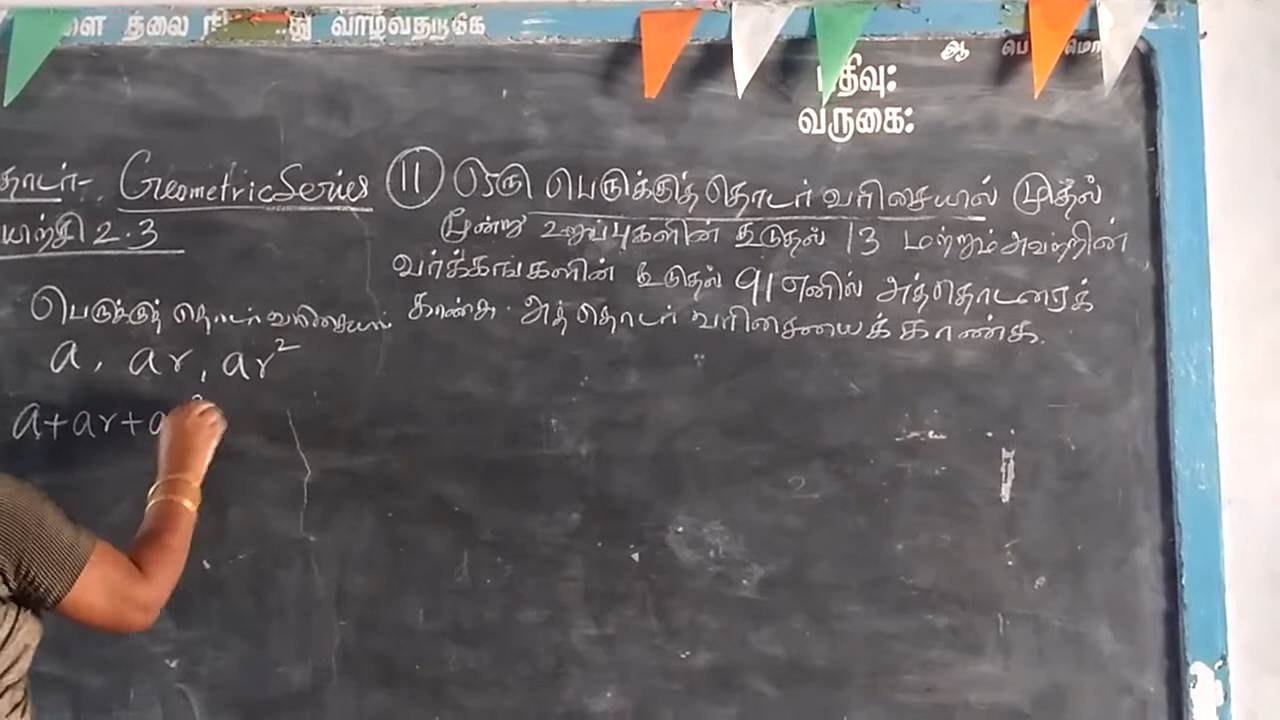 தலை து வாழ்வதற்கே
ஆ பெ மொ
பதிவு:
வருகை:
தொடர்- Geometric Series
யிற்சி 2.3
பெருக்குத் தொடர் வரிசையில்
a, ar, ar²
a+ar+a
11 ஒரு பெருக்குத் தொடர் வரிசையில் முதல்
மூன்று உறுப்புகளின் கூடுதல் 13 மற்றும் அவற்றின்
வர்க்கங்களின் கூடுதல் 91 எனில் அத்தொடரைக்
காண்க. அத் தொடர் வரிசையைக் காண்க.